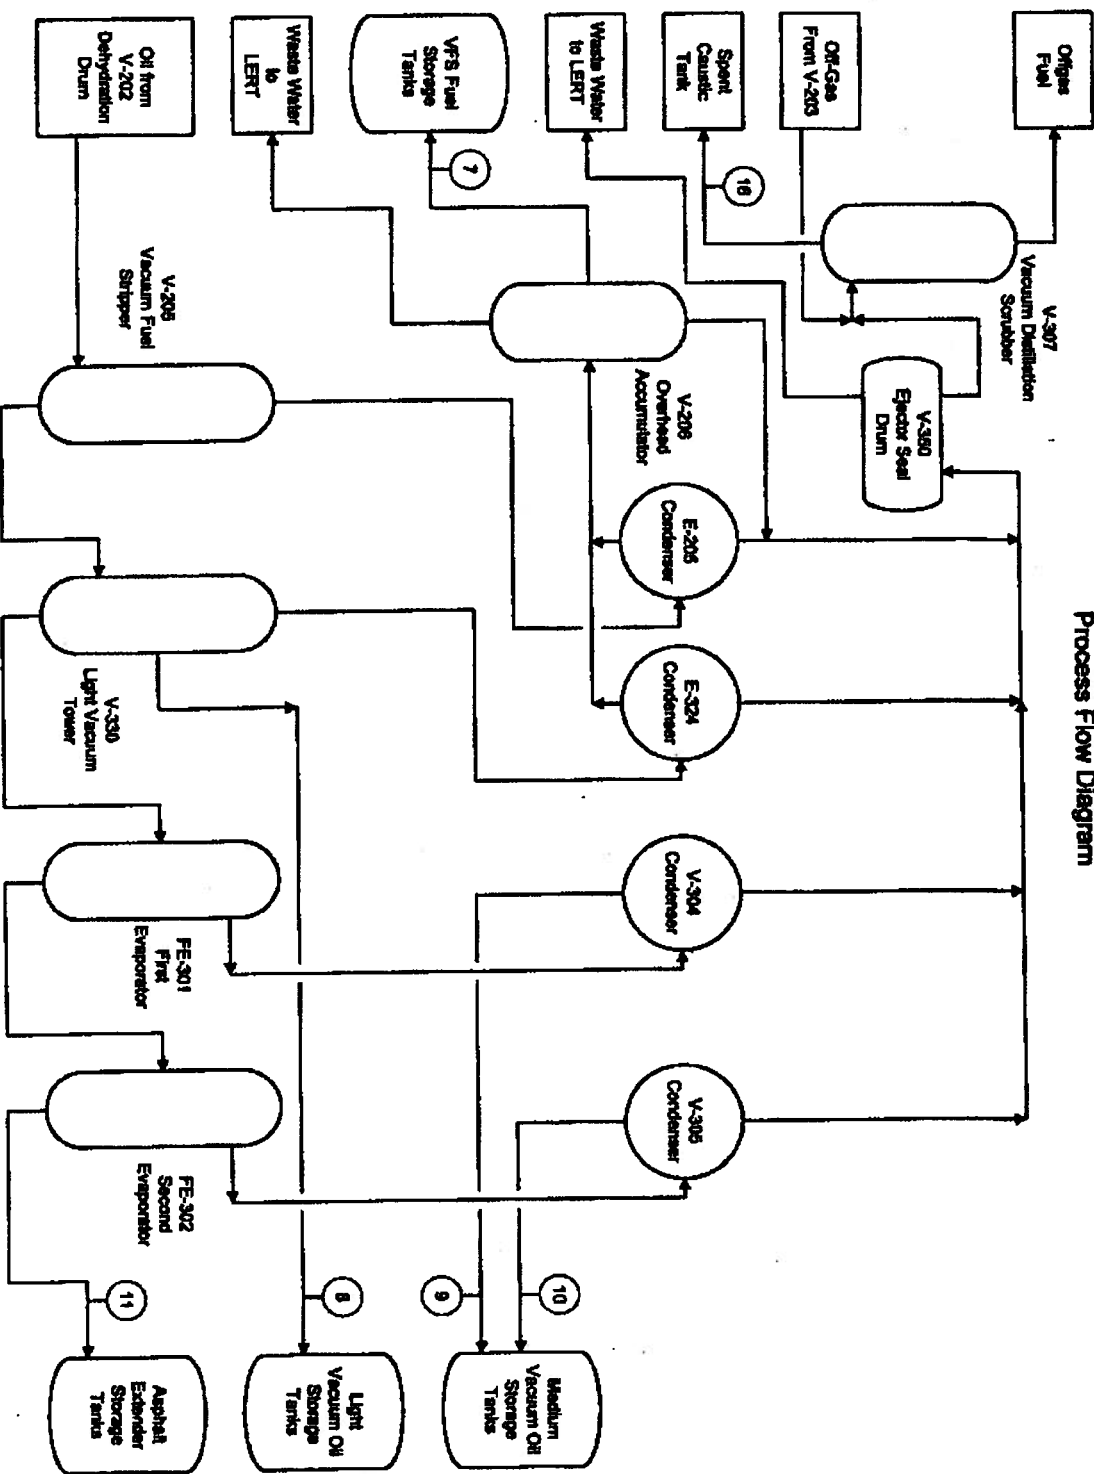 Process Flow Diagram
Offgas
Fuel
Off-Gas
From V-203
Spent
Caustic
Tank
Waste Water
to LERT
VFS Fuel
Storage
Tanks
Waste Water
to
LERT
Oil from
V-202
Dehydration
Drum
16
7
V-307
Vacuum Distillation
Scrubber
V-350
Ejector Seal
Drum
V-206
Overhead
Accumulator
V-205
Vacuum Fuel
Stripper
E-205
Condenser
E-324
Condenser
V-304
Condenser
V-305
Condenser
V-330
Light Vacuum
Tower
FE-301
First
Evaporator
FE-302
Second
Evaporator
10
9
8
11
Medium
Vacuum Oil
Storage
Tanks
Light
Vacuum Oil
Storage
Tanks
Asphalt
Extender
Storage
Tanks